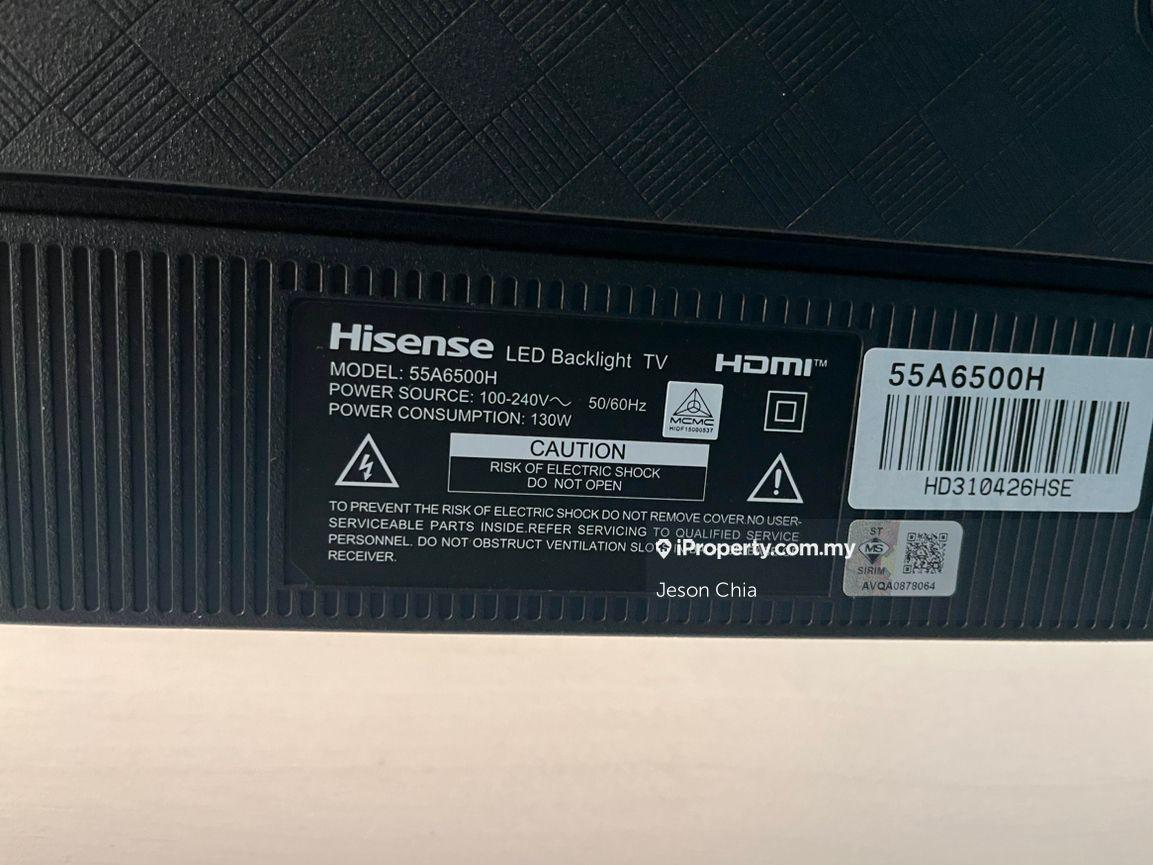 Hisense LED Backlight TV HDMI™
MODEL: 55A6500H
POWER SOURCE: 100-240V~ 50/60Hz
POWER CONSUMPTION: 130W
MCMC
HIDF15000537
CAUTION
RISK OF ELECTRIC SHOCK
DO NOT OPEN
TO PREVENT THE RISK OF ELECTRIC SHOCK DO NOT REMOVE COVER.NO USER-
SERVICEABLE PARTS INSIDE.REFER SERVICING TO QUALIFIED SERVICE
PERSONNEL. DO NOT OBSTRUCT VENTILATION
RECEIVER.
55A6500H
HD310426HSE
ST
MS
SIRIM
AVQA0878064
iProperty.com.my
Jeson Chia